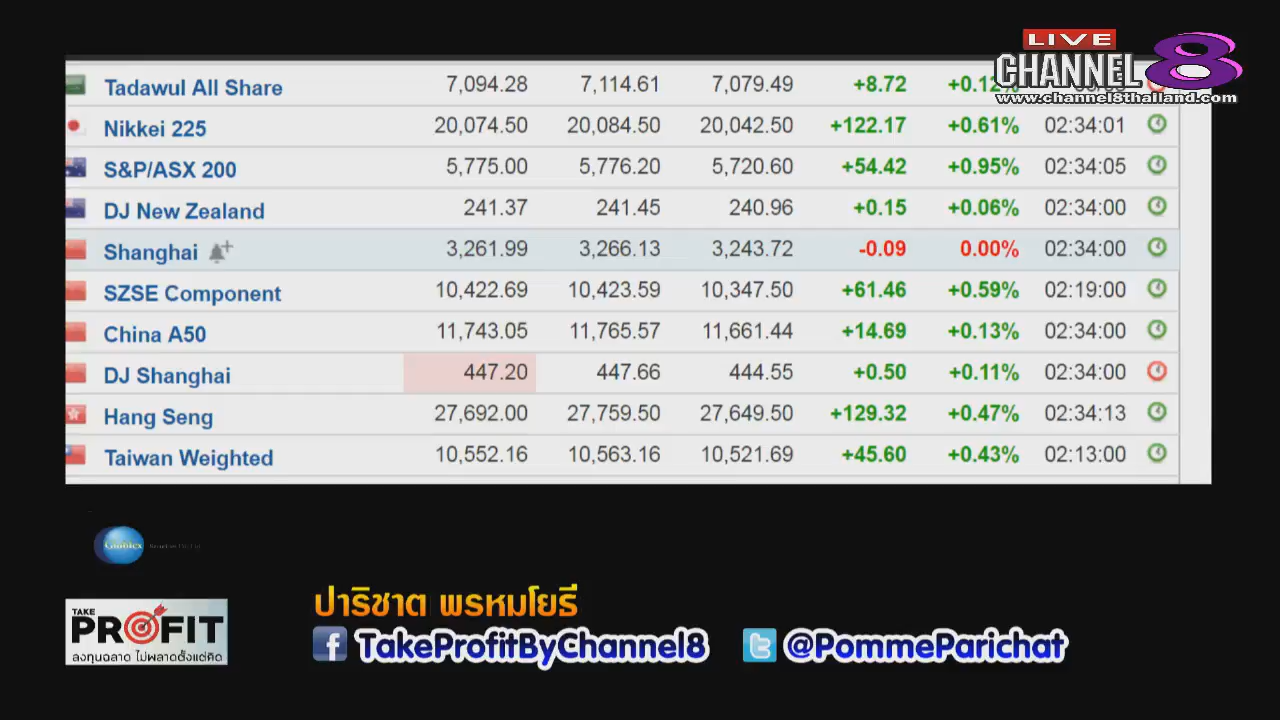 LIVE
CHANNEL 8
www.channel8thailand.com
Tadawul All Share 7,094.28 7,114.61 7,079.49 +8.72 +0.12%
Nikkei 225 20,074.50 20,084.50 20,042.50 +122.17 +0.61% 02:34:01
S&P/ASX 200 5,775.00 5,776.20 5,720.60 +54.42 +0.95% 02:34:05
DJ New Zealand 241.37 241.45 240.96 +0.15 +0.06% 02:34:00
Shanghai 3,261.99 3,266.13 3,243.72 -0.09 0.00% 02:34:00
SZSE Component 10,422.69 10,423.59 10,347.50 +61.46 +0.59% 02:19:00
China A50 11,743.05 11,765.57 11,661.44 +14.69 +0.13% 02:34:00
DJ Shanghai 447.20 447.66 444.55 +0.50 +0.11% 02:34:00
Hang Seng 27,692.00 27,759.50 27,649.50 +129.32 +0.47% 02:34:13
Taiwan Weighted 10,552.16 10,563.16 10,521.69 +45.60 +0.43% 02:13:00
TAKE
PROFIT
ลงทุนฉลาด ไม่พลาดตั้งแต่คิด
ปาริชาต พรหมโยธี
TakeProfitByChannel8
@PommeParichat